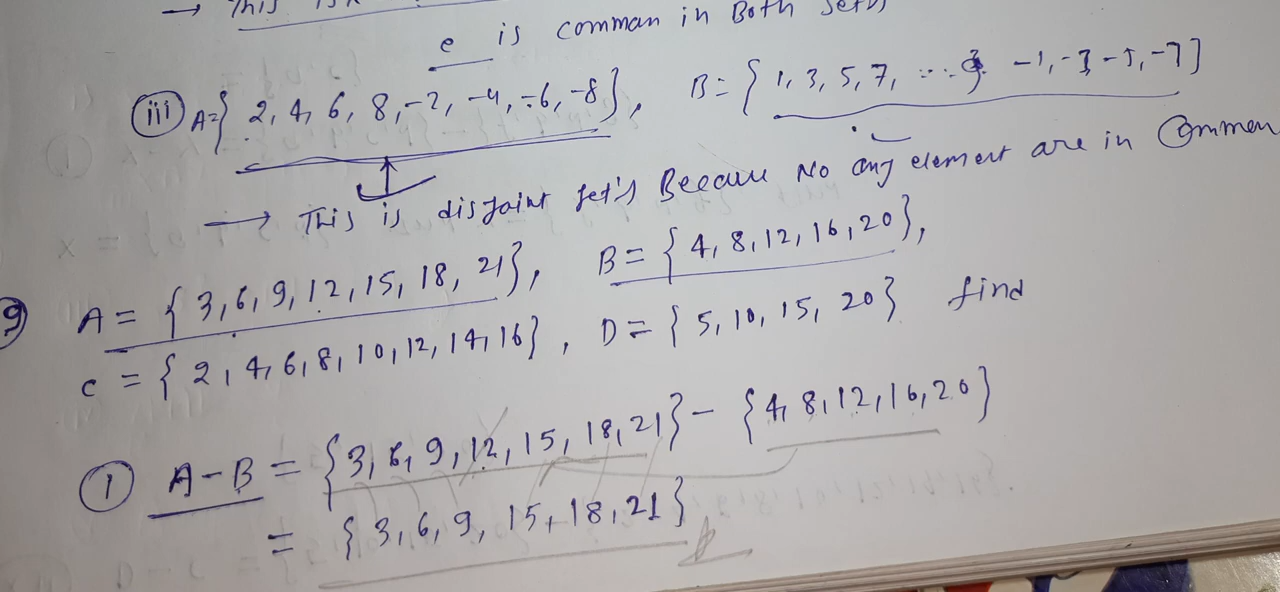 → This is
e is comman in Both sets
(iii) A={ 2, 4, 6, 8, -2, -4, -6, -8}, B={ 1, 3, 5, 7, ... -1, -3 -5, -7}
→ This is disjoint set's Because No any element are in Common
9 A = { 3, 6, 9, 12, 15, 18, 21}, B = { 4, 8, 12, 16, 20},
C = { 2, 4, 6, 8, 10, 12, 14, 16}, D = { 5, 10, 15, 20} find
(1) A-B = {3, 6, 9, 12, 15, 18, 21} - {4, 8, 12, 16, 20}
= {3, 6, 9, 15, 18, 21}